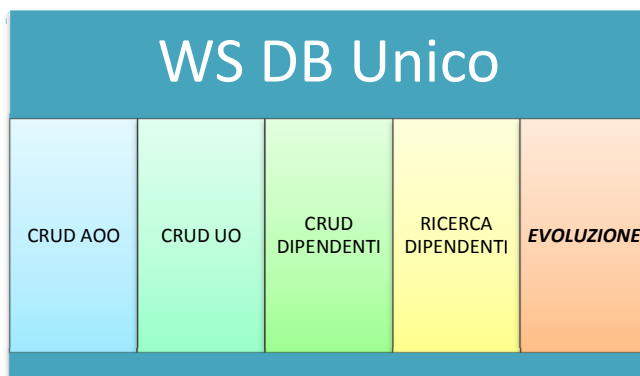 WS DB Unico
CRUD AOO
CRUD UO
CRUD
DIPENDENTI
RICERCA
DIPENDENTI
EVOLUZIONE